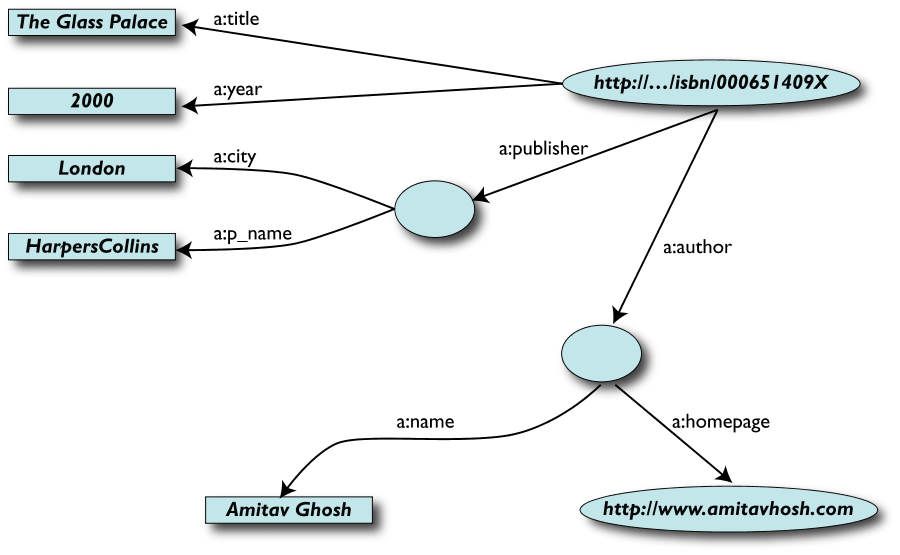 The Glass Palace
a:title
http://…/isbn/000651409X
2000
a:year
a:publisher
London
a:city
HarpersCollins
a:p_name
a:author
a:name
a:homepage
Amitav Ghosh
http://www.amitavhosh.com